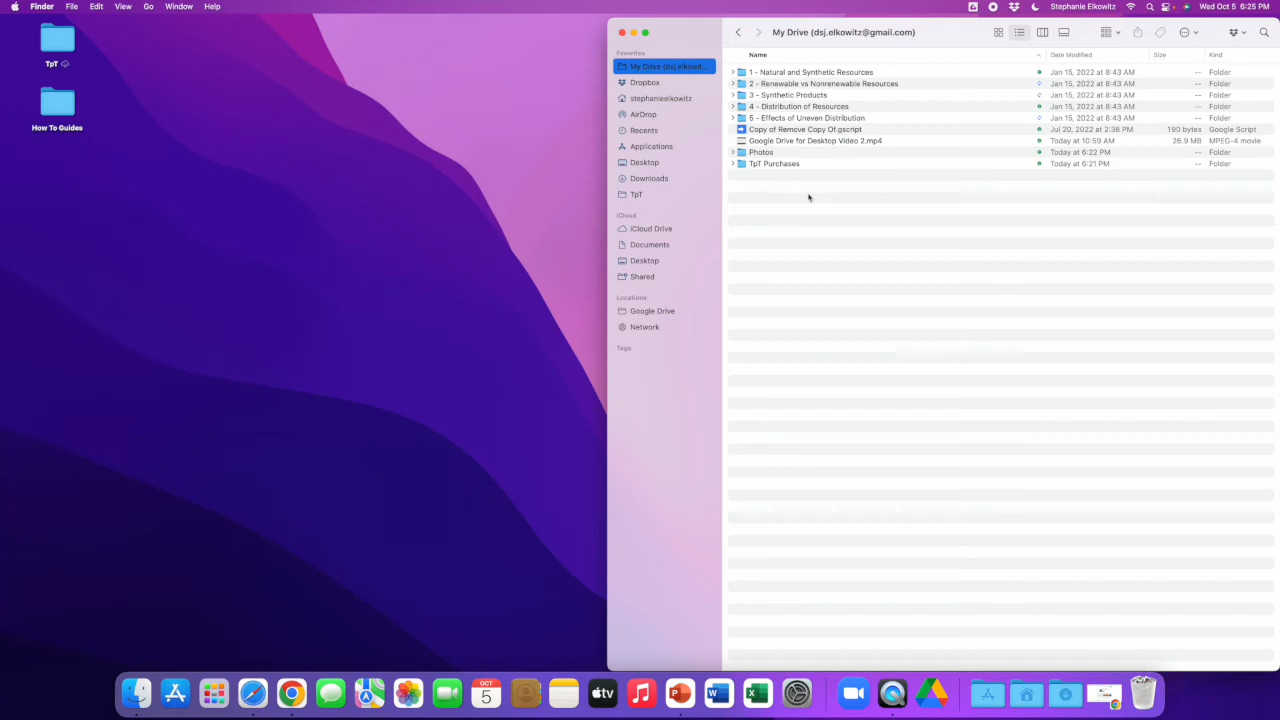 Finder File Edit View Go Window Help
Stephanie Elkowitz Wed Oct 5 6:25 PM
TpT
How To Guides
My Drive (dsj.elkowitz@gmail.com)
Favorites
My Drive (dsj.elkowit...
Dropbox
stephanieelkowitz
AirDrop
Recents
Applications
Desktop
Downloads
TpT
iCloud
iCloud Drive
Documents
Desktop
Shared
Locations
Google Drive
Network
Tags
Name Date Modified Size Kind
1 - Natural and Synthetic Resources Jan 15, 2022 at 8:43 AM -- Folder
2 - Renewable vs Nonrenewable Resources Jan 15, 2022 at 8:43 AM -- Folder
3 - Synthetic Products Jan 15, 2022 at 8:43 AM -- Folder
4 - Distribution of Resources Jan 15, 2022 at 8:43 AM -- Folder
5 - Effects of Uneven Distribution Jan 15, 2022 at 8:43 AM -- Folder
Copy of Remove Copy Of.gscript Jul 20, 2022 at 2:38 PM 190 bytes Google Script
Google Drive for Desktop Video 2.mp4 Today at 10:59 AM 26.9 MB MPEG-4 movie
Photos Today at 6:22 PM -- Folder
TpT Purchases Today at 6:21 PM -- Folder
OCT
5
tv
P
W
X